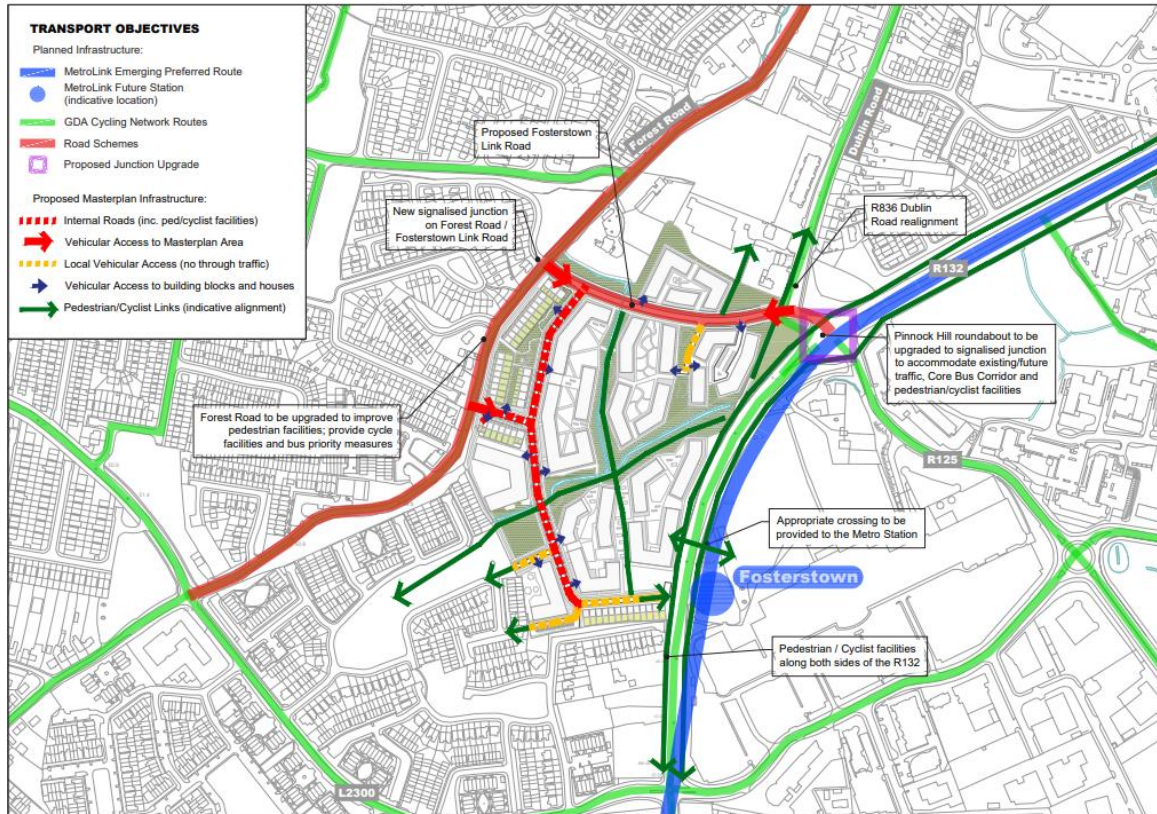 TRANSPORT OBJECTIVES
Planned Infrastructure:
MetroLink Emerging Preferred Route
MetroLink Future Station
(indicative location)
GDA Cycling Network Routes
Road Schemes
Proposed Junction Upgrade
Proposed Masterplan Infrastructure:
Internal Roads (inc. ped/cyclist facilities)
Vehicular Access to Masterplan Area
Local Vehicular Access (no through traffic)
Vehicular Access to building blocks and houses
Pedestrian/Cyclist Links (indicative alignment)
Forest Road
Dublin Road
Proposed Fosterstown
Link Road
New signalised junction
on Forest Road /
Fosterstown Link Road
R836 Dublin
Road realignment
R132
Pinnock Hill roundabout to be
upgraded to signalised junction
to accommodate existing/future
traffic, Core Bus Corridor and
pedestrian/cyclist facilities
Forest Road to be upgraded to improve
pedestrian facilities; provide cycle
facilities and bus priority measures
R125
Appropriate crossing to be
provided to the Metro Station
Fosterstown
Pedestrian / Cyclist facilities
along both sides of the R132
L2300